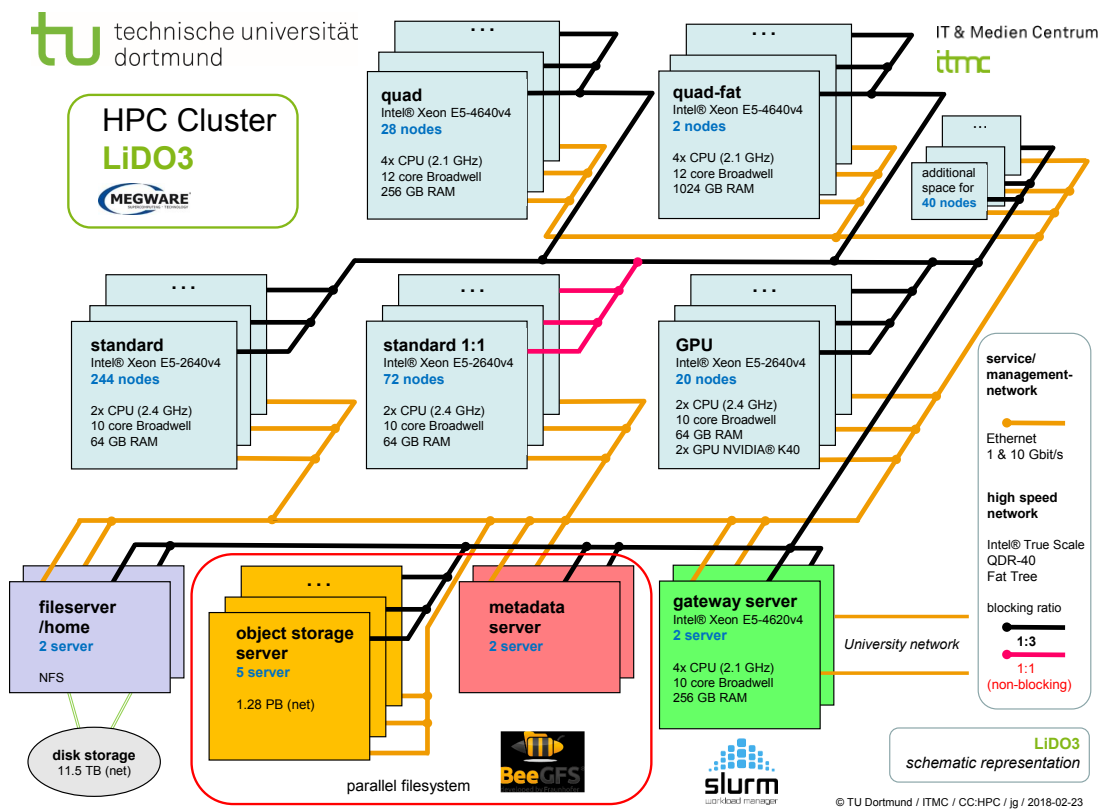 tu technische universität
dortmund
IT & Medien Centrum
itmc
HPC Cluster
LiDO3
MEGWARE
SUPERCOMPUTING - TECHNOLOGY
...
quad
Intel® Xeon E5-4640v4
28 nodes
4x CPU (2.1 GHz)
12 core Broadwell
256 GB RAM
...
quad-fat
Intel® Xeon E5-4640v4
2 nodes
4x CPU (2.1 GHz)
12 core Broadwell
1024 GB RAM
...
additional
space for
40 nodes
...
standard
Intel® Xeon E5-2640v4
244 nodes
2x CPU (2.4 GHz)
10 core Broadwell
64 GB RAM
...
standard 1:1
Intel® Xeon E5-2640v4
72 nodes
2x CPU (2.4 GHz)
10 core Broadwell
64 GB RAM
...
GPU
Intel® Xeon E5-2640v4
20 nodes
2x CPU (2.4 GHz)
10 core Broadwell
64 GB RAM
2x GPU NVIDIA® K40
service/
management-
network
Ethernet
1 & 10 Gbit/s
high speed
network
Intel® True Scale
QDR-40
Fat Tree
blocking ratio
1:3
1:1
(non-blocking)
fileserver
/home
2 server
NFS
disk storage
11.5 TB (net)
...
object storage
server
5 server
1.28 PB (net)
metadata
server
2 server
parallel filesystem
BeeGFS®
developed by Fraunhofer
gateway server
Intel® Xeon E5-4620v4
2 server
4x CPU (2.1 GHz)
10 core Broadwell
256 GB RAM
University network
slurm
workload manager
LiDO3
schematic representation
© TU Dortmund / ITMC / CC:HPC / jg / 2018-02-23